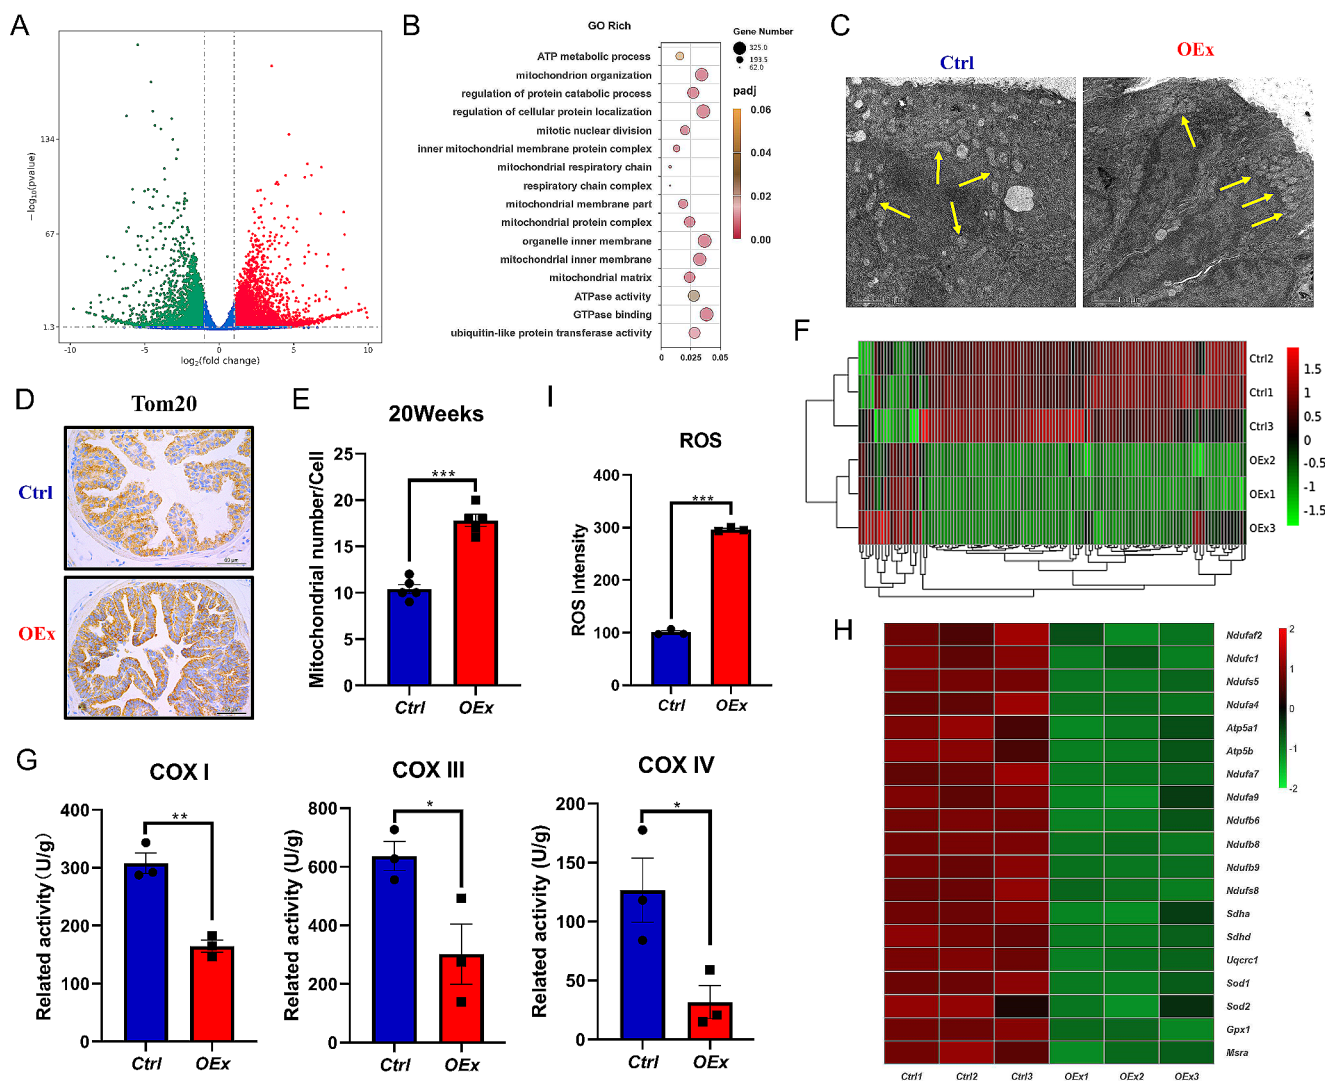 A
−log₁₀(pvalue)
134
67
1.3
-10
-5
0
5
10
log₂(fold change)
B
GO Rich
ATP metabolic process
mitochondrion organization
regulation of protein catabolic process
regulation of cellular protein localization
mitotic nuclear division
inner mitochondrial membrane protein complex
mitochondrial respiratory chain
respiratory chain complex
mitochondrial membrane part
mitochondrial protein complex
organelle inner membrane
mitochondrial inner membrane
mitochondrial matrix
ATPase activity
GTPase binding
ubiquitin-like protein transferase activity
0
0.025
0.05
Gene Number
325.0
193.5
62.0
padj
0.06
0.04
0.02
0.00
C
Ctrl
OEx
D
Tom20
Ctrl
OEx
E
20Weeks
Mitochondrial number/Cell
25
20
15
10
5
0
***
Ctrl
OEx
I
ROS
ROS Intensity
400
300
200
100
0
***
Ctrl
OEx
F
Ctrl2
Ctrl1
Ctrl3
OEx2
OEx1
OEx3
1.5
1
0.5
0
-0.5
-1
-1.5
G
COX I
Related activity (U/g)
400
300
200
100
0
**
Ctrl
OEx
COX III
Related activity (U/g)
800
600
400
200
0
*
Ctrl
OEx
COX IV
Related activity (U/g)
200
150
100
50
0
*
Ctrl
OEx
H
Ndufaf2
Ndufc1
Ndufs5
Ndufa4
Atp5a1
Atp5b
Ndufa7
Ndufa9
Ndufb6
Ndufb8
Ndufb9
Ndufs8
Sdha
Sdhd
Uqcrc1
Sod1
Sod2
Gpx1
Msra
Ctrl1
Ctrl2
Ctrl3
OEx1
OEx2
OEx3
2
1
0
-1
-2